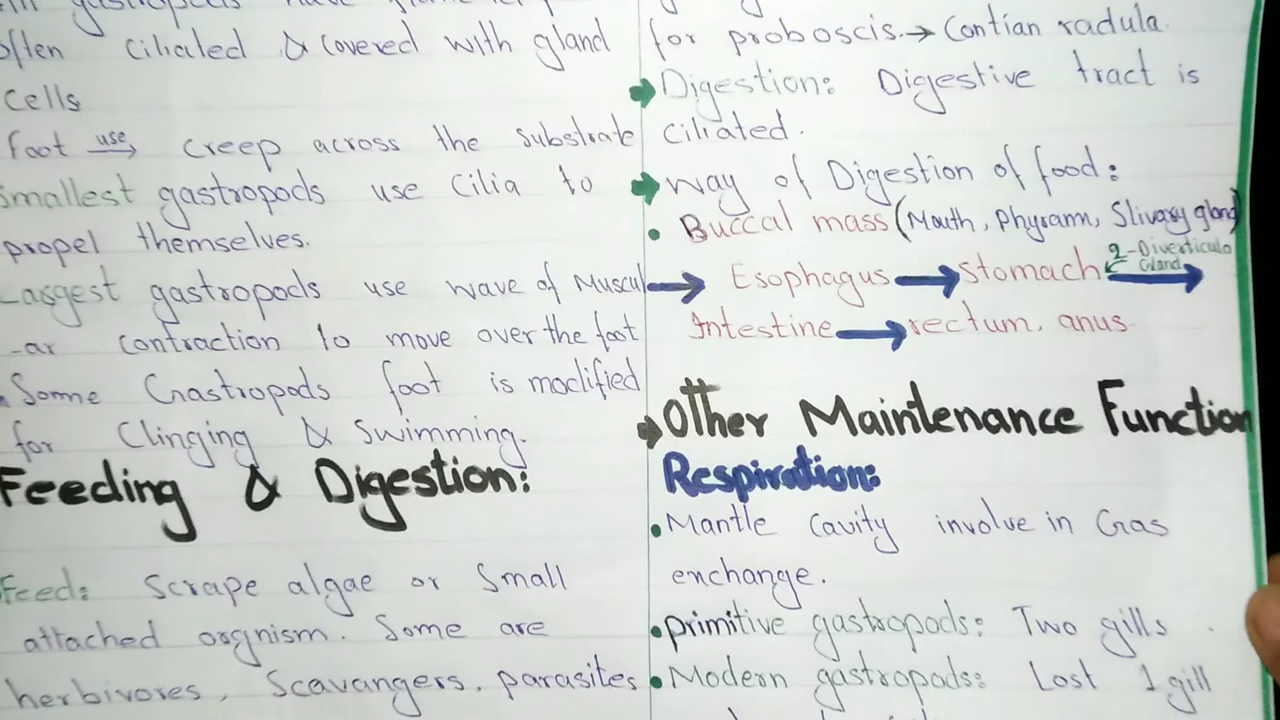 gastropods have
often ciliated & covered with gland
cells
foot use→ creep across the substrate
Smallest gastropods use cilia to
propel themselves.
Largest gastropods use wave of Muscul
-ar contraction to move over the foot
Some Gastropods foot is modified
for Clinging & Swimming.
Feeding & Digestion:
Feed: Scrape algae or Small
attached orgnism. Some are
herbivores, Scavangers, parasites
for proboscis.→ Contian radula.
Digestion: Digestive tract is
ciliated.
way of Digestion of food:
• Buccal mass (Mouth, Phyrann, Slivary gland)
→ Esophagus → Stomach 2-Diverticulo Gland →
Intestine → rectum, anus.
Other Maintenance Function
Respiration:
• Mantle Cavity involve in Gas
exchange.
• primitive gastropods: Two gills.
• Modern gastropods: Lost 1 gill